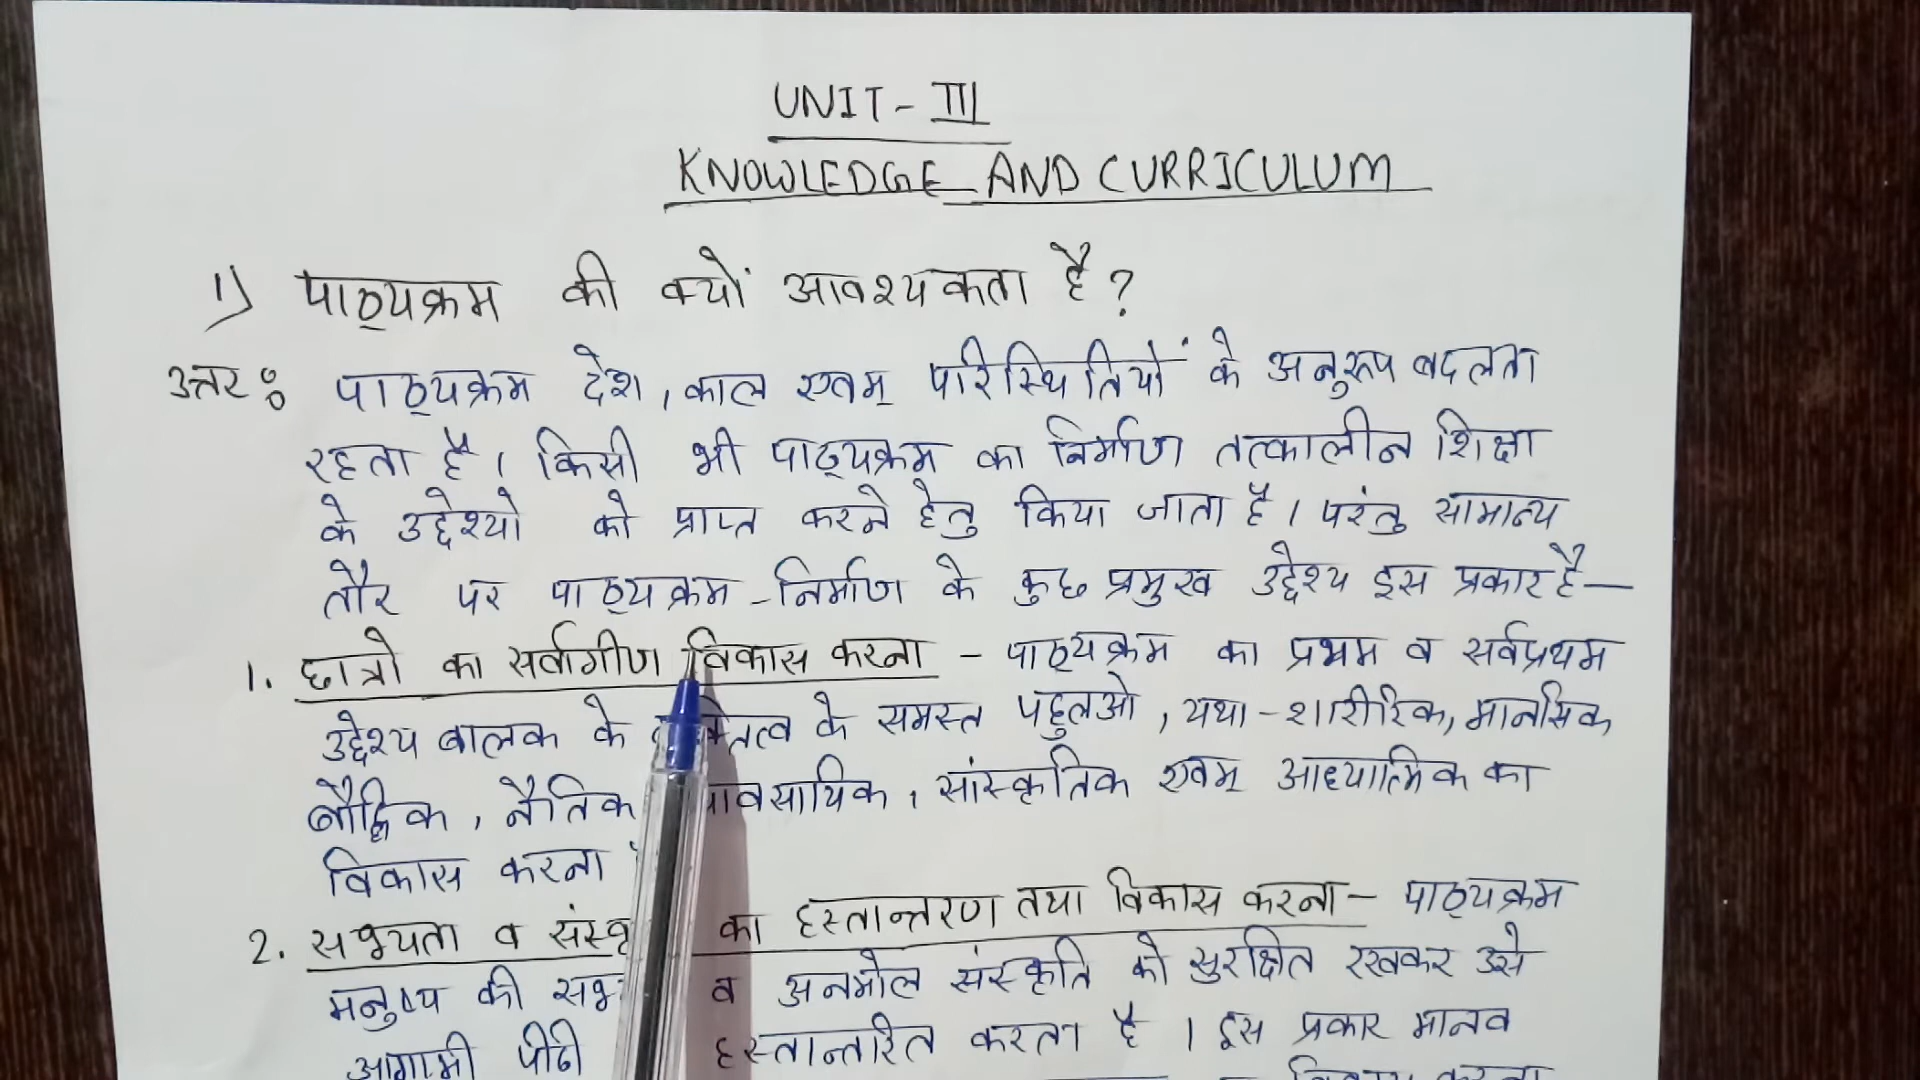 UNIT - III
KNOWLEDGE AND CURRICULUM
1) पाठ्यक्रम की क्यों आवश्यकता है?
उत्तर: पाठ्यक्रम देश, काल एवम् परिस्थितियों के अनुरूप बदलता
रहता है। किसी भी पाठ्यक्रम का निर्माण तत्कालीन शिक्षा
के उद्देश्यो को प्राप्त करने हेतु किया जाता है। परंतु सामान्य
तौर पर पाठ्यक्रम - निर्माण के कुछ प्रमुख उद्देश्य इस प्रकार है —
1. छात्रो का सर्वागीण विकास करना - पाठ्यक्रम का प्रथम व सर्वप्रथम
उद्देश्य बालक के के समस्त पहुलओ, यथा - शारीरिक, मानसिक
बौद्धिक, नैतिक सांस्कृतिक एवम् आध्यात्मिक का
विकास करना
2. सभ्यता व का हस्तान्तरण तथा विकास करना - पाठ्यक्रम
मनुष्य की व अनमोल संस्कृति को सुरक्षित रखकर उसे
आगामी पीढी हस्तान्तरित करता है। इस प्रकार मानव